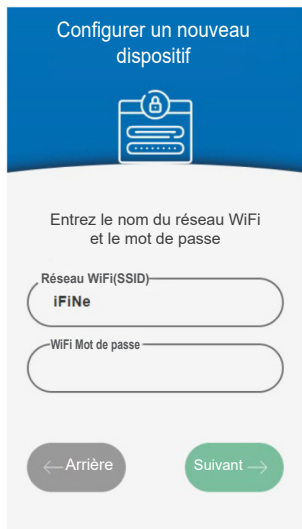 Configurer un nouveau
dispositif
Entrez le nom du réseau WiFi
et le mot de passe
Réseau WiFi(SSID)
iFiNe
WiFi Mot de passe
←Arrière
Suivant→